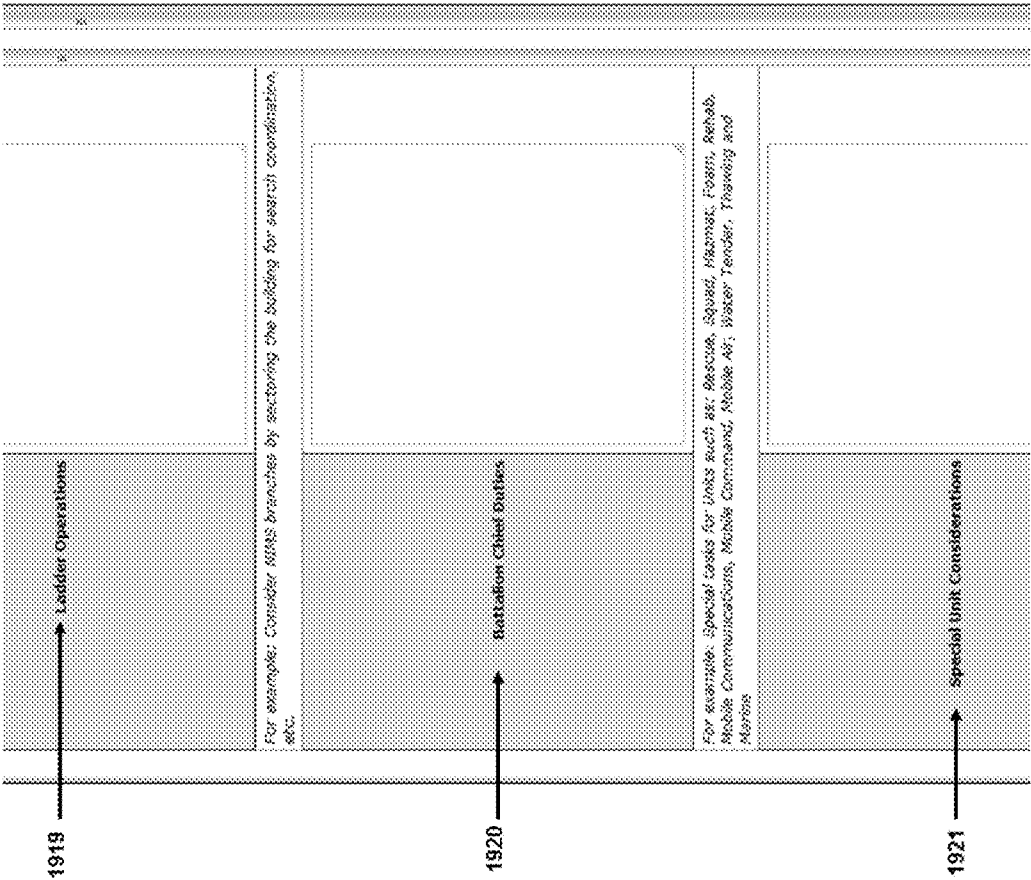 1919
Ladder Operations
For example: Consider NIMS branches by sectoring the building for search coordination,
etc.
1920
Battalion Chief Duties
For example: Special tasks for Units such as: Rescue, Squad, Hazmat, Foam, Rehab,
Mobile Communications, Mobile Command, Mobile Air, Water Tender, Thawing and
Marine
1921
Special Unit Considerations